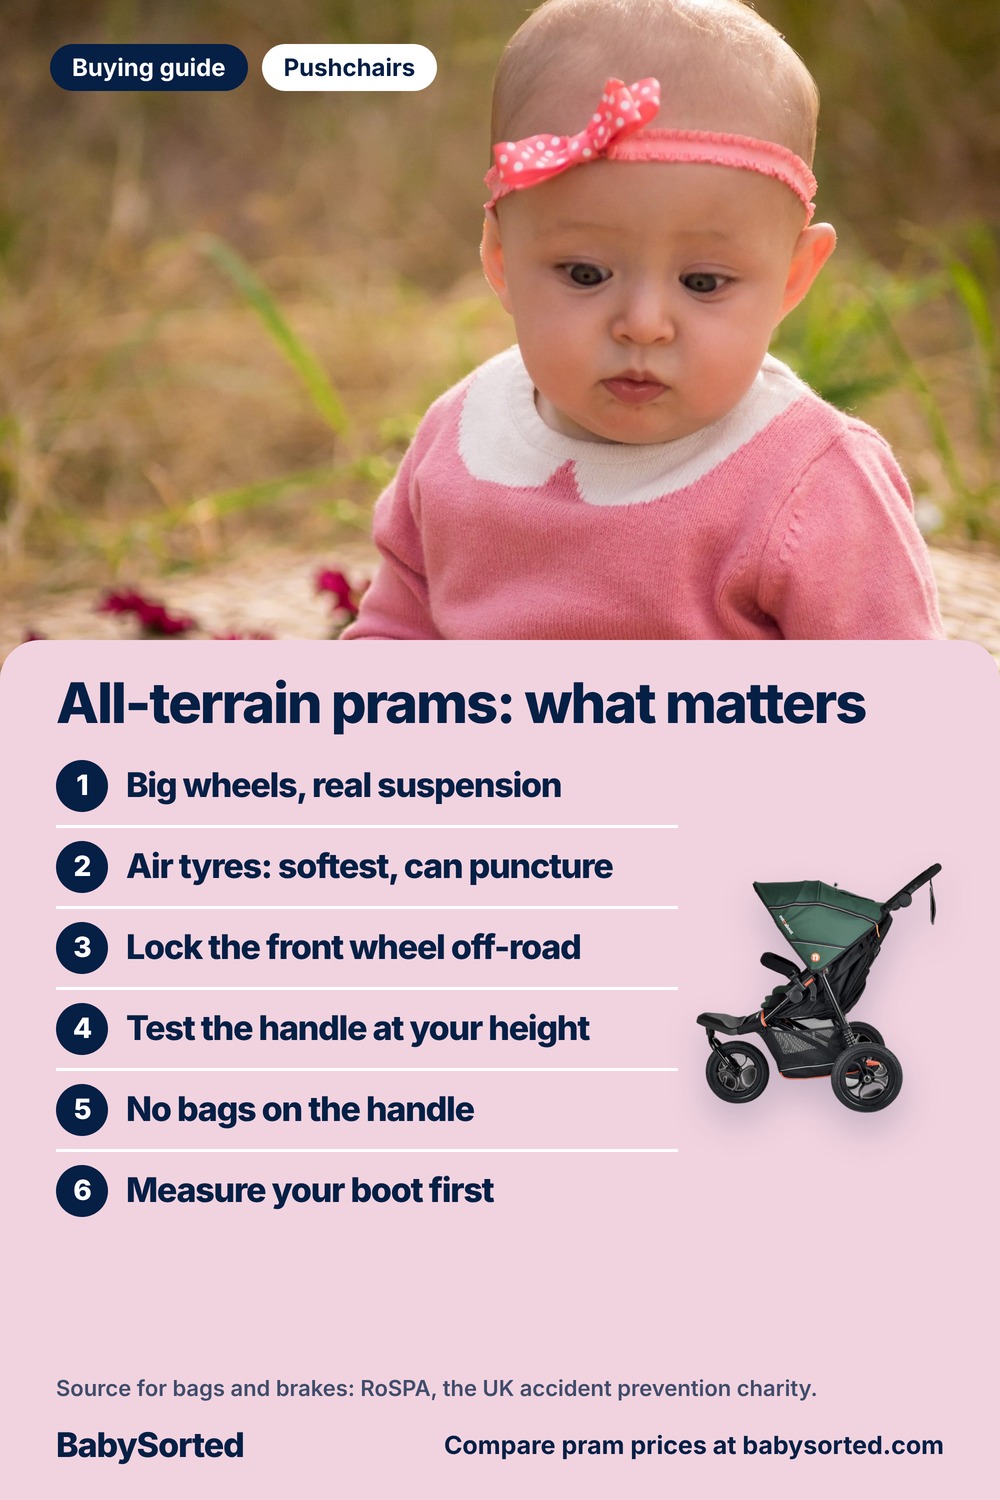 Buying guide
Pushchairs
All-terrain prams: what matters
1 Big wheels, real suspension
2 Air tyres: softest, can puncture
3 Lock the front wheel off-road
4 Test the handle at your height
5 No bags on the handle
6 Measure your boot first
Source for bags and brakes: RoSPA, the UK accident prevention charity.
BabySorted
Compare pram prices at babysorted.com